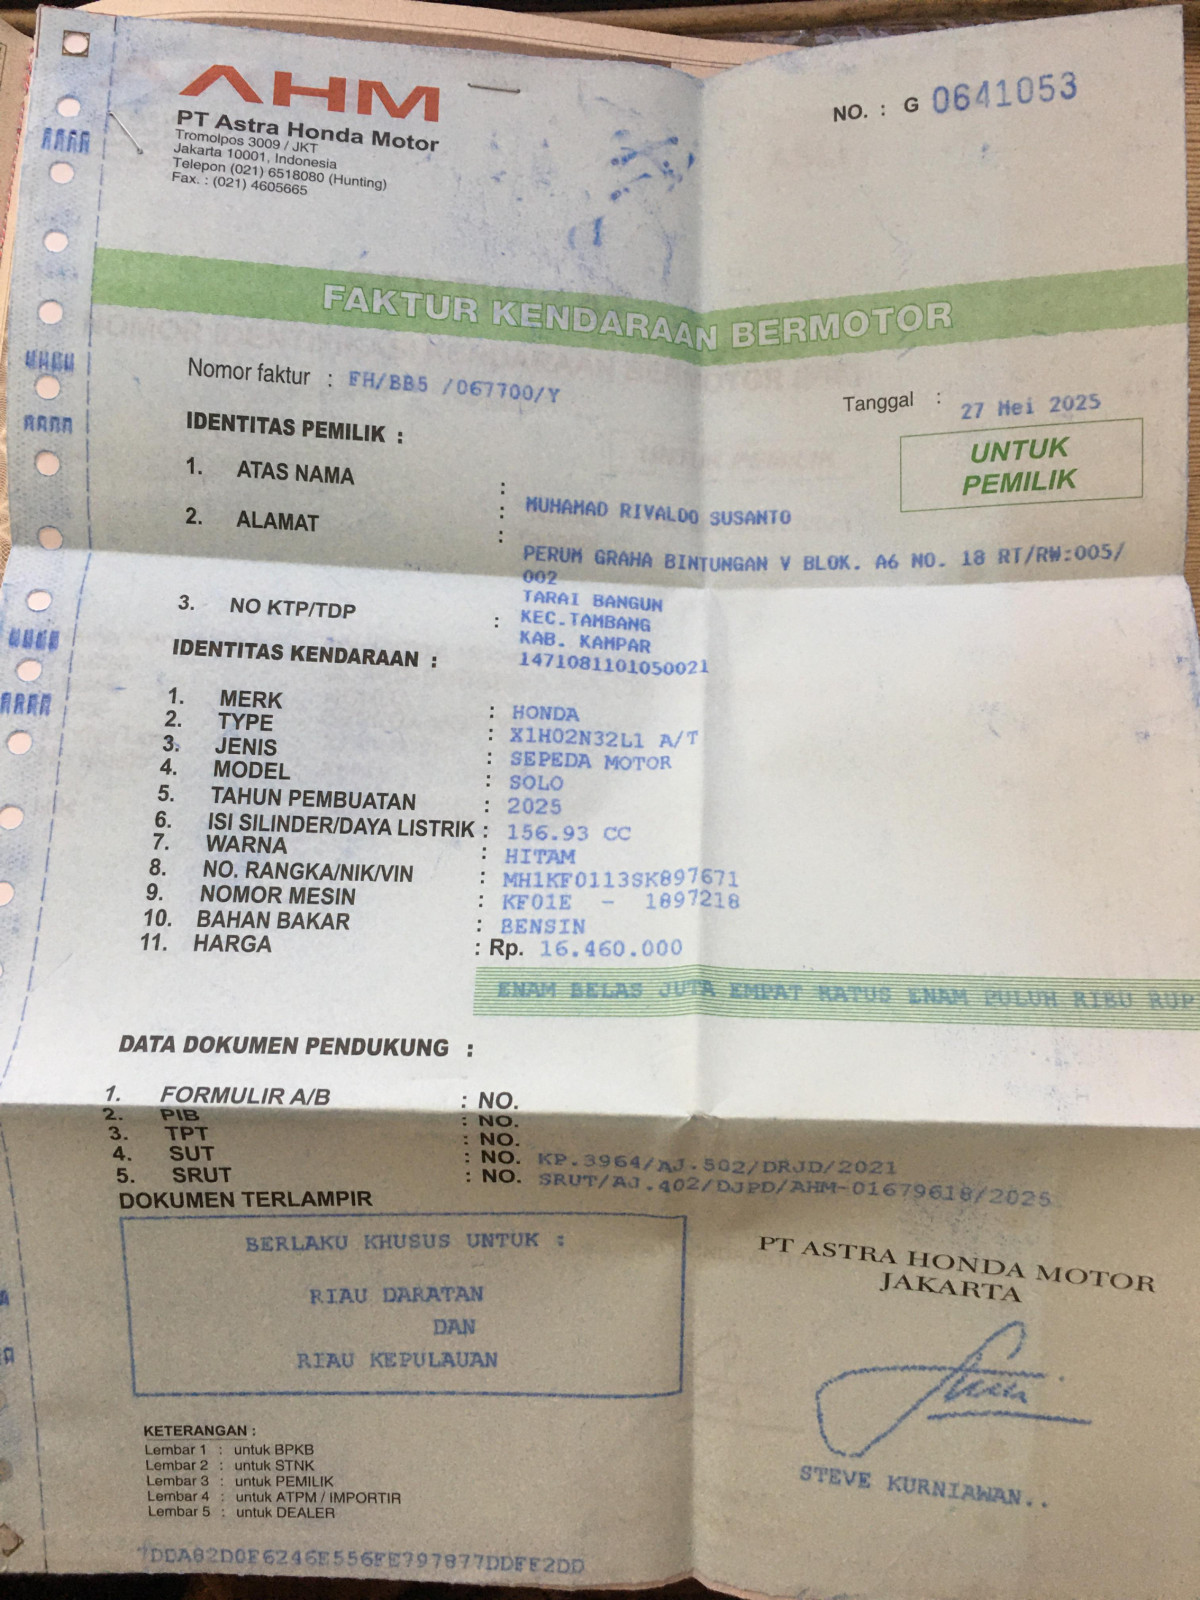 AHM
PT Astra Honda Motor
Tromolpos 3009 / JKT
Jakarta 10001, Indonesia
Telepon (021) 6518080 (Hunting)
Fax. : (021) 4605665
NO. : G 0641053
FAKTUR KENDARAAN BERMOTOR
Nomor faktur : FH/BB5 /067700/Y
Tanggal : 27 Mei 2025
UNTUK
PEMILIK
IDENTITAS PEMILIK :
1. ATAS NAMA : MUHAMAD RIVALDO SUSANTO
2. ALAMAT : PERUM GRAHA BINTUNGAN V BLOK. A6 NO. 18 RT/RW:005/
002
TARAI BANGUN
KEC.TAMBANG
KAB. KAMPAR
3. NO KTP/TDP : 1471081101050021
IDENTITAS KENDARAAN :
1. MERK : HONDA
2. TYPE : X1H02N32L1 A/T
3. JENIS : SEPEDA MOTOR
4. MODEL : SOLO
5. TAHUN PEMBUATAN : 2025
6. ISI SILINDER/DAYA LISTRIK : 156.93 CC
7. WARNA : HITAM
8. NO. RANGKA/NIK/VIN : MH1KF0113SK897671
9. NOMOR MESIN : KF01E - 1897218
10. BAHAN BAKAR : BENSIN
11. HARGA : Rp. 16.460.000
ENAM BELAS JUTA EMPAT RATUS ENAM PULUH RIBU RUP
DATA DOKUMEN PENDUKUNG :
1. FORMULIR A/B : NO.
2. PIB : NO.
3. TPT : NO.
4. SUT : NO. KP.3964/AJ.502/DRJD/2021
5. SRUT : NO. SRUT/AJ.402/DJPD/AHM-01679618/2025
DOKUMEN TERLAMPIR
BERLAKU KHUSUS UNTUK :
RIAU DARATAN
DAN
RIAU KEPULAUAN
PT ASTRA HONDA MOTOR
JAKARTA
STEVE KURNIAWAN..
KETERANGAN :
Lembar 1 : untuk BPKB
Lembar 2 : untuk STNK
Lembar 3 : untuk PEMILIK
Lembar 4 : untuk ATPM / IMPORTIR
Lembar 5 : untuk DEALER
7DDA82D0F6246E556FE797877DDFE2DD